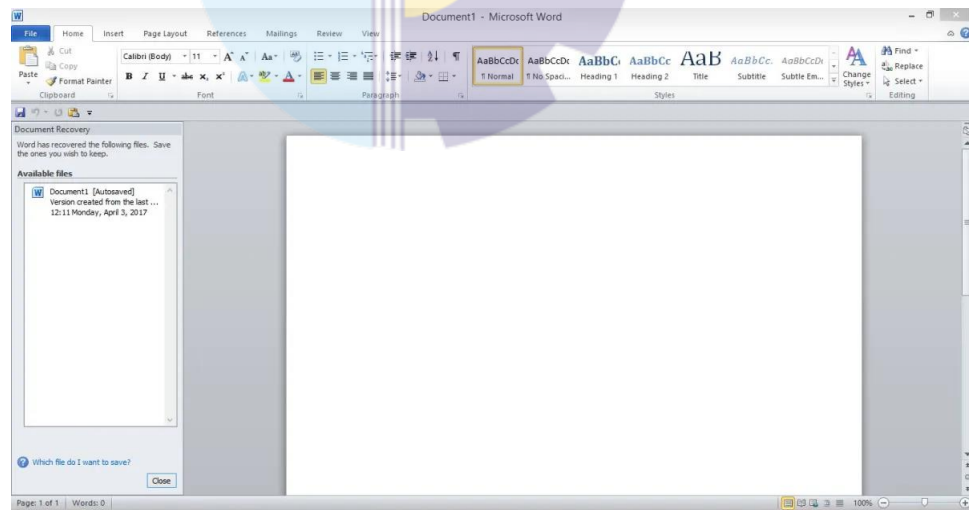 Document1 - Microsoft Word
File Home Insert Page Layout References Mailings Review View
Paste
Cut
Copy
Format Painter
Clipboard
Calibri (Body) 11
Font
Paragraph
AaBbCcDc AaBbCcDc AaBbC AaBbCc AaB AaBbCc. AaBbCcDc
¶ Normal ¶ No Spaci... Heading 1 Heading 2 Title Subtitle Subtle Em...
Change
Styles
Styles
Find
Replace
Select
Editing
Document Recovery
Word has recovered the following files. Save
the ones you wish to keep.
Available files
Document1 [Autosaved]
Version created from the last ...
12:11 Monday, April 3, 2017
Which file do I want to save?
Close
Page: 1 of 1 Words: 0
100%